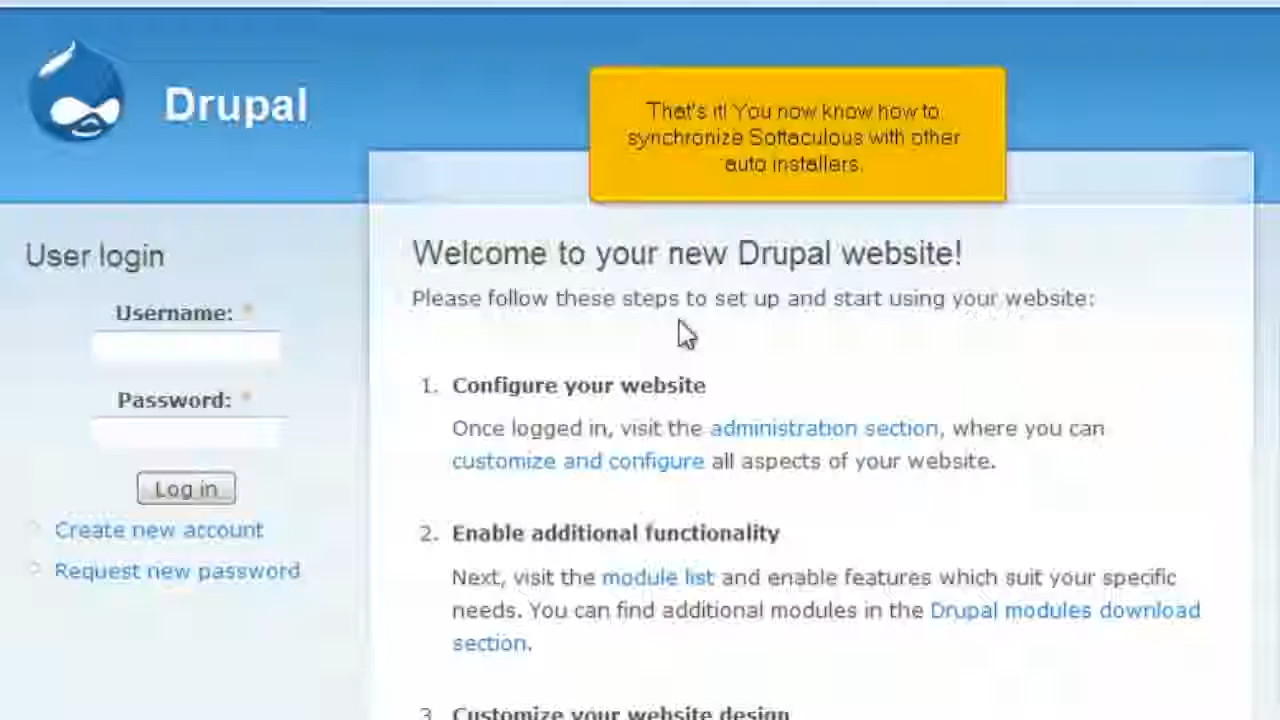 Drupal
That's it! You now know how to
synchronize Softaculous with other
auto installers.
User login
Username: *
Password: *
Log in
Create new account
Request new password
Welcome to your new Drupal website!
Please follow these steps to set up and start using your website:
1. Configure your website
Once logged in, visit the administration section, where you can
customize and configure all aspects of your website.
2. Enable additional functionality
Next, visit the module list and enable features which suit your specific
needs. You can find additional modules in the Drupal modules download
section.
3. Customize your website design